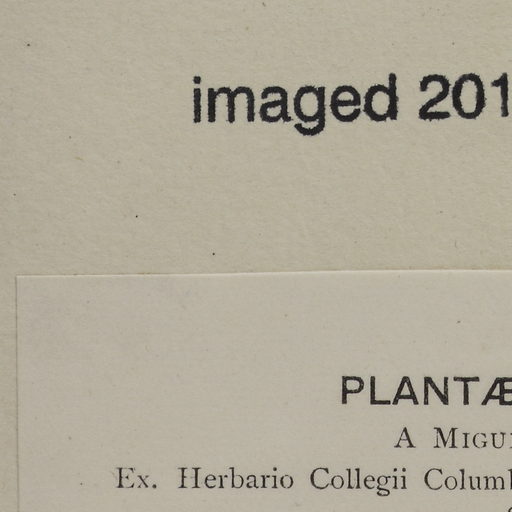 imaged 201
PLANTÆ
A MIGU
Ex. Herbario Collegii Columb